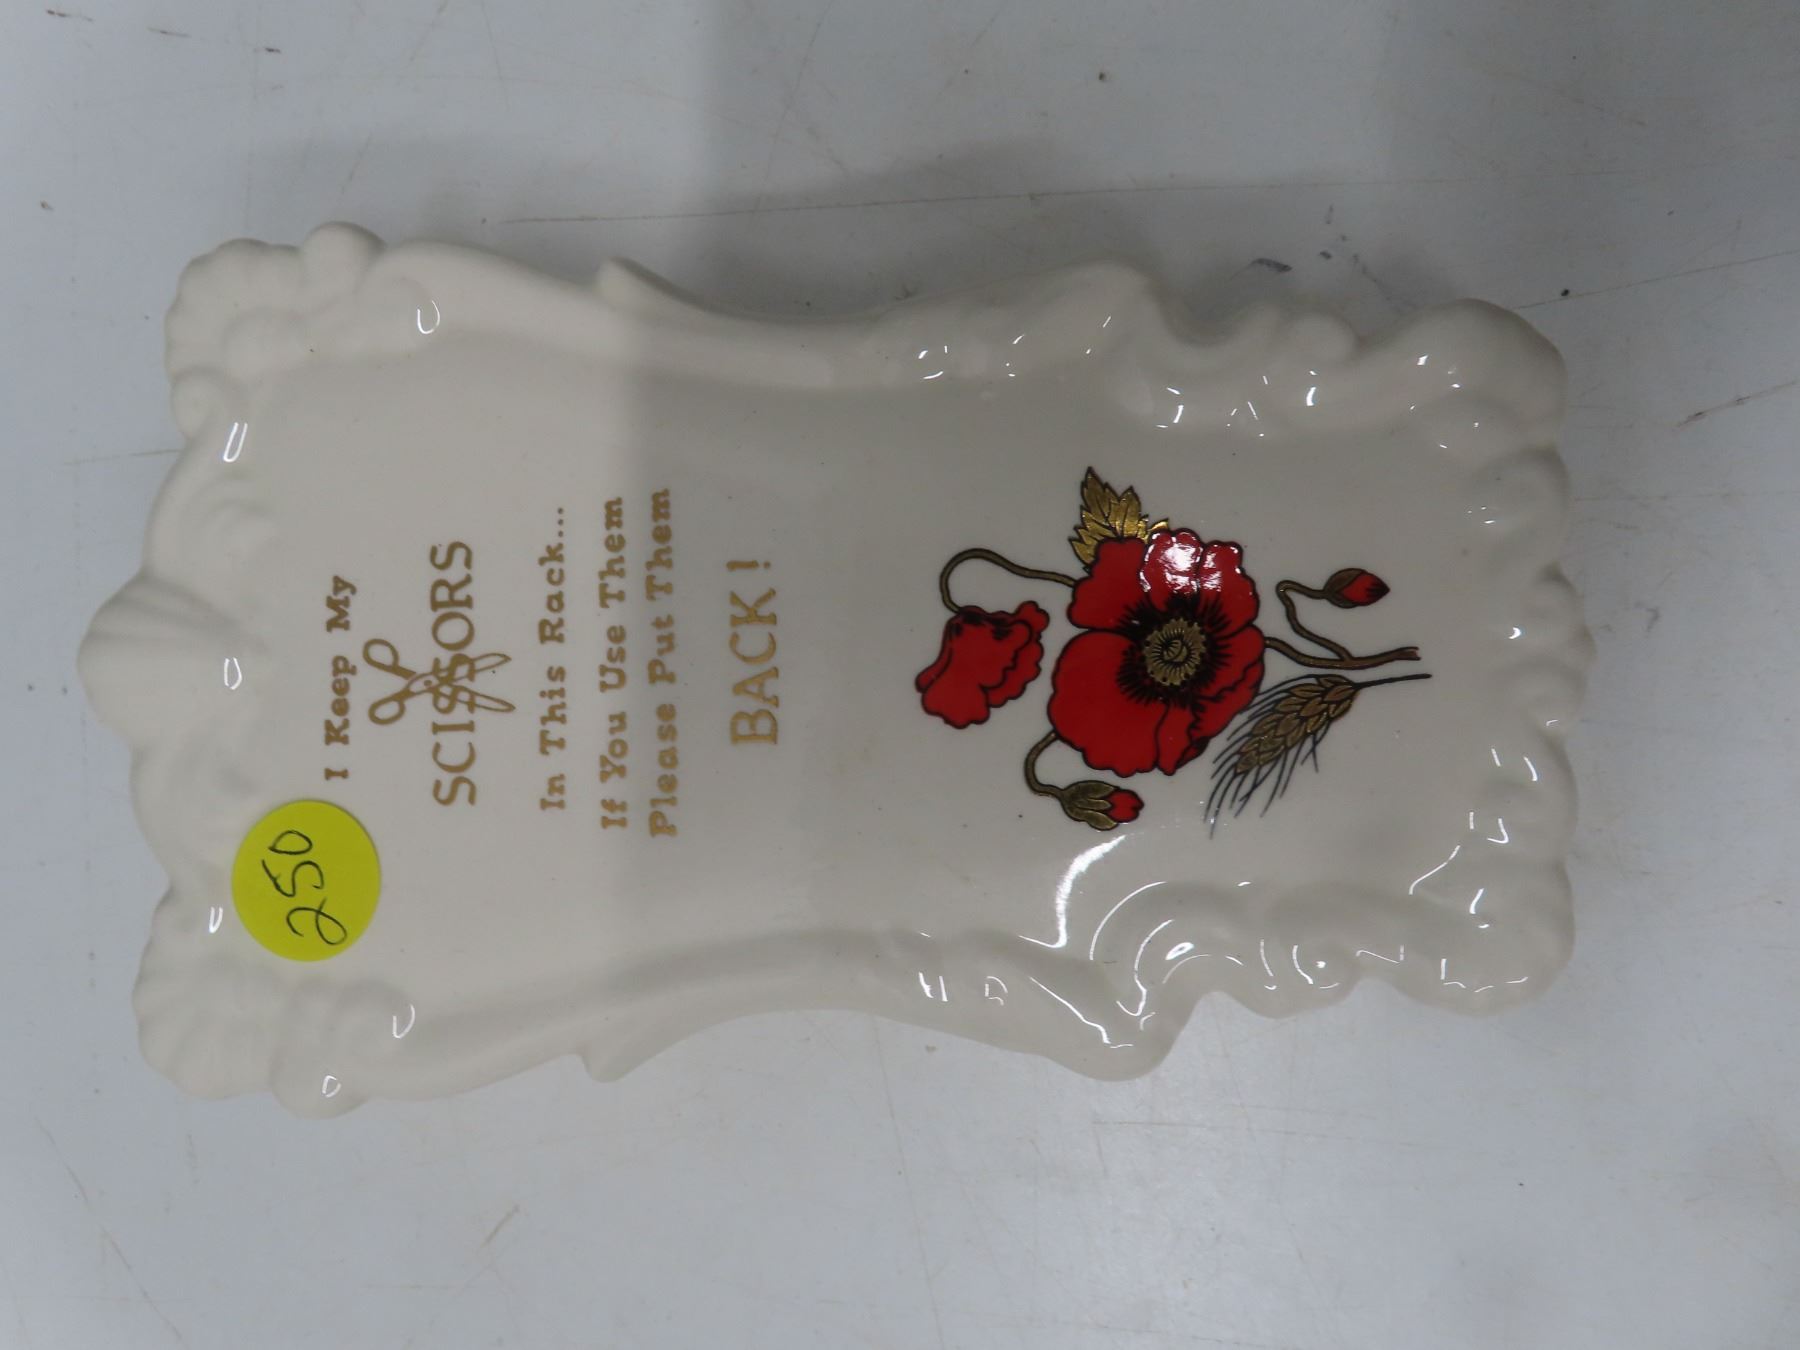 I Keep My
SCISSORS
In This Rack...
If You Use Them
Please Put Them
BACK!
250